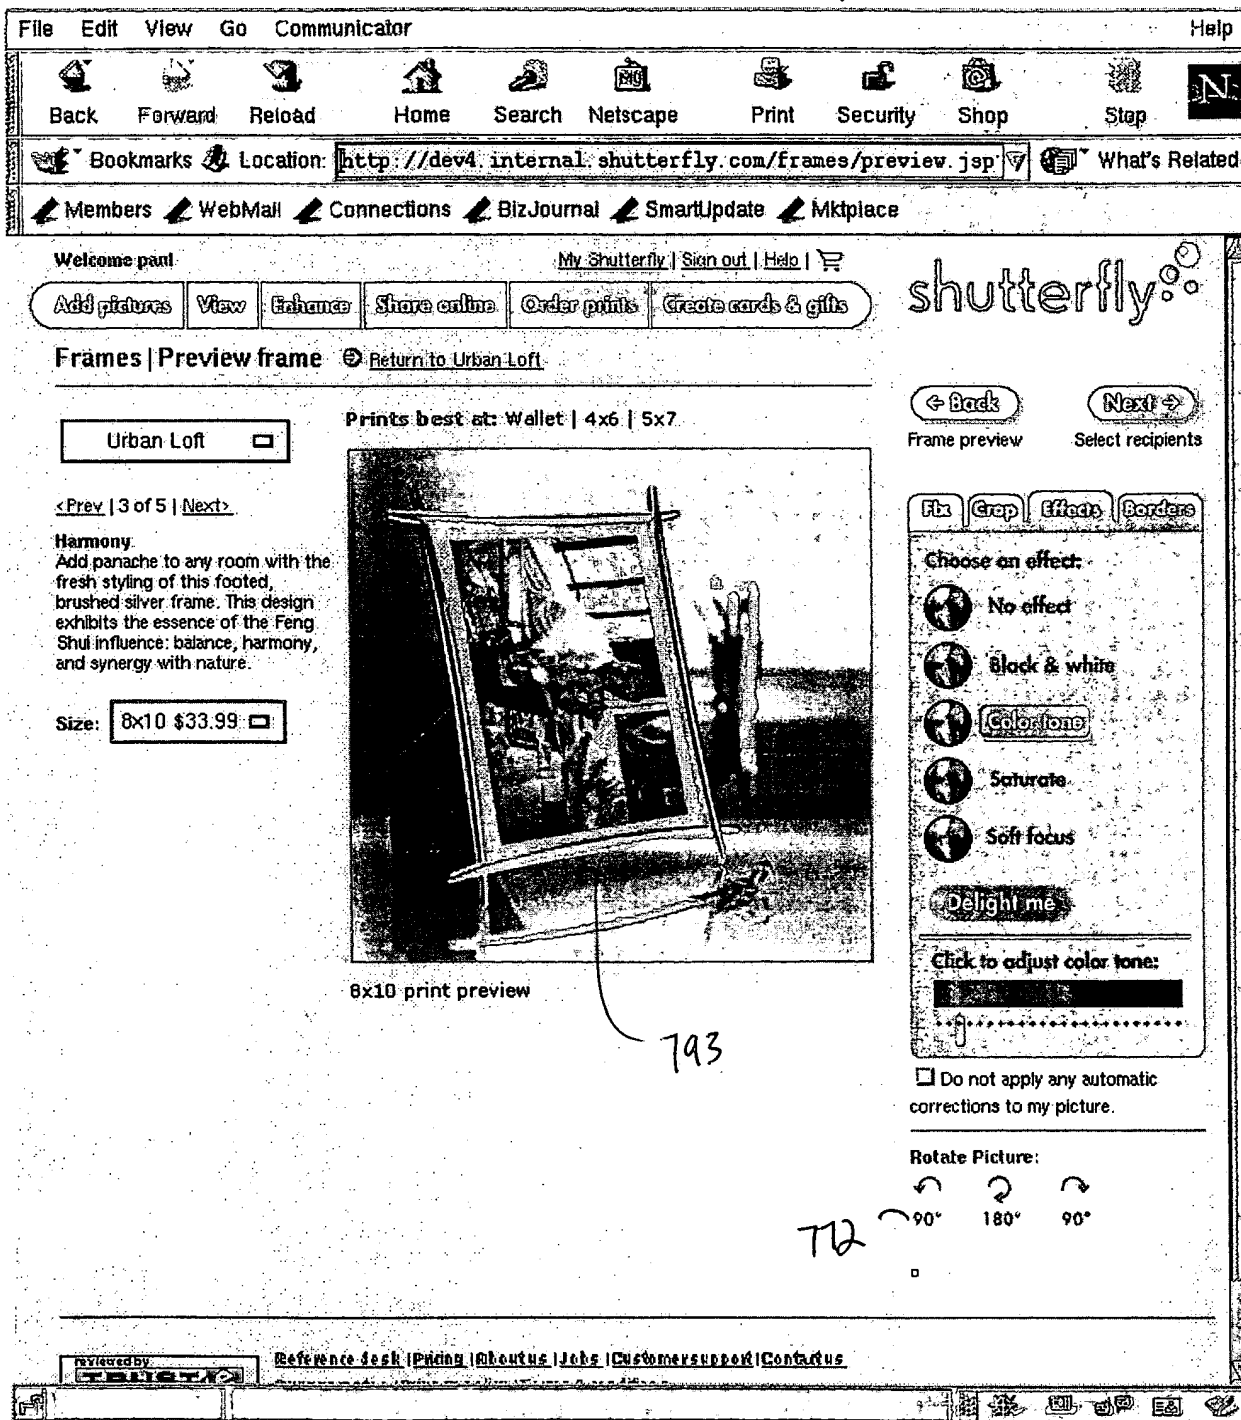 File Edit View Go Communicator Help
Back Forward Reload Home Search Netscape Print Security Shop Stop N
Bookmarks Location: http://dev4.internal.shutterfly.com/frames/preview.jsp What's Related
Members WebMail Connections BizJournal SmartUpdate Mktplace
Welcome paul My Shutterfly | Sign out | Help |
shutterfly
Add pictures View Enhance Share online Order prints Create cards & gifts
Frames | Preview frame Return to Urban Loft
Back Next
Frame preview Select recipients
Prints best at: Wallet | 4x6 | 5x7
Urban Loft
<Prev | 3 of 5 | Next>
Harmony
Add panache to any room with the
fresh styling of this footed,
brushed silver frame. This design
exhibits the essence of the Feng
Shui influence: balance, harmony,
and synergy with nature.
Size: 8x10 $33.99
8x10 print preview
793
Fix Crop Effects Borders
Choose an effect:
No effect
Black & white
Color tone
Saturate
Soft focus
Delight me
Click to adjust color tone:
Do not apply any automatic
corrections to my picture.
Rotate Picture:
90° 180° 90°
772
reviewed by
TRUST
Reference desk | Pricing | About us | Jobs | Customer support | Contact us